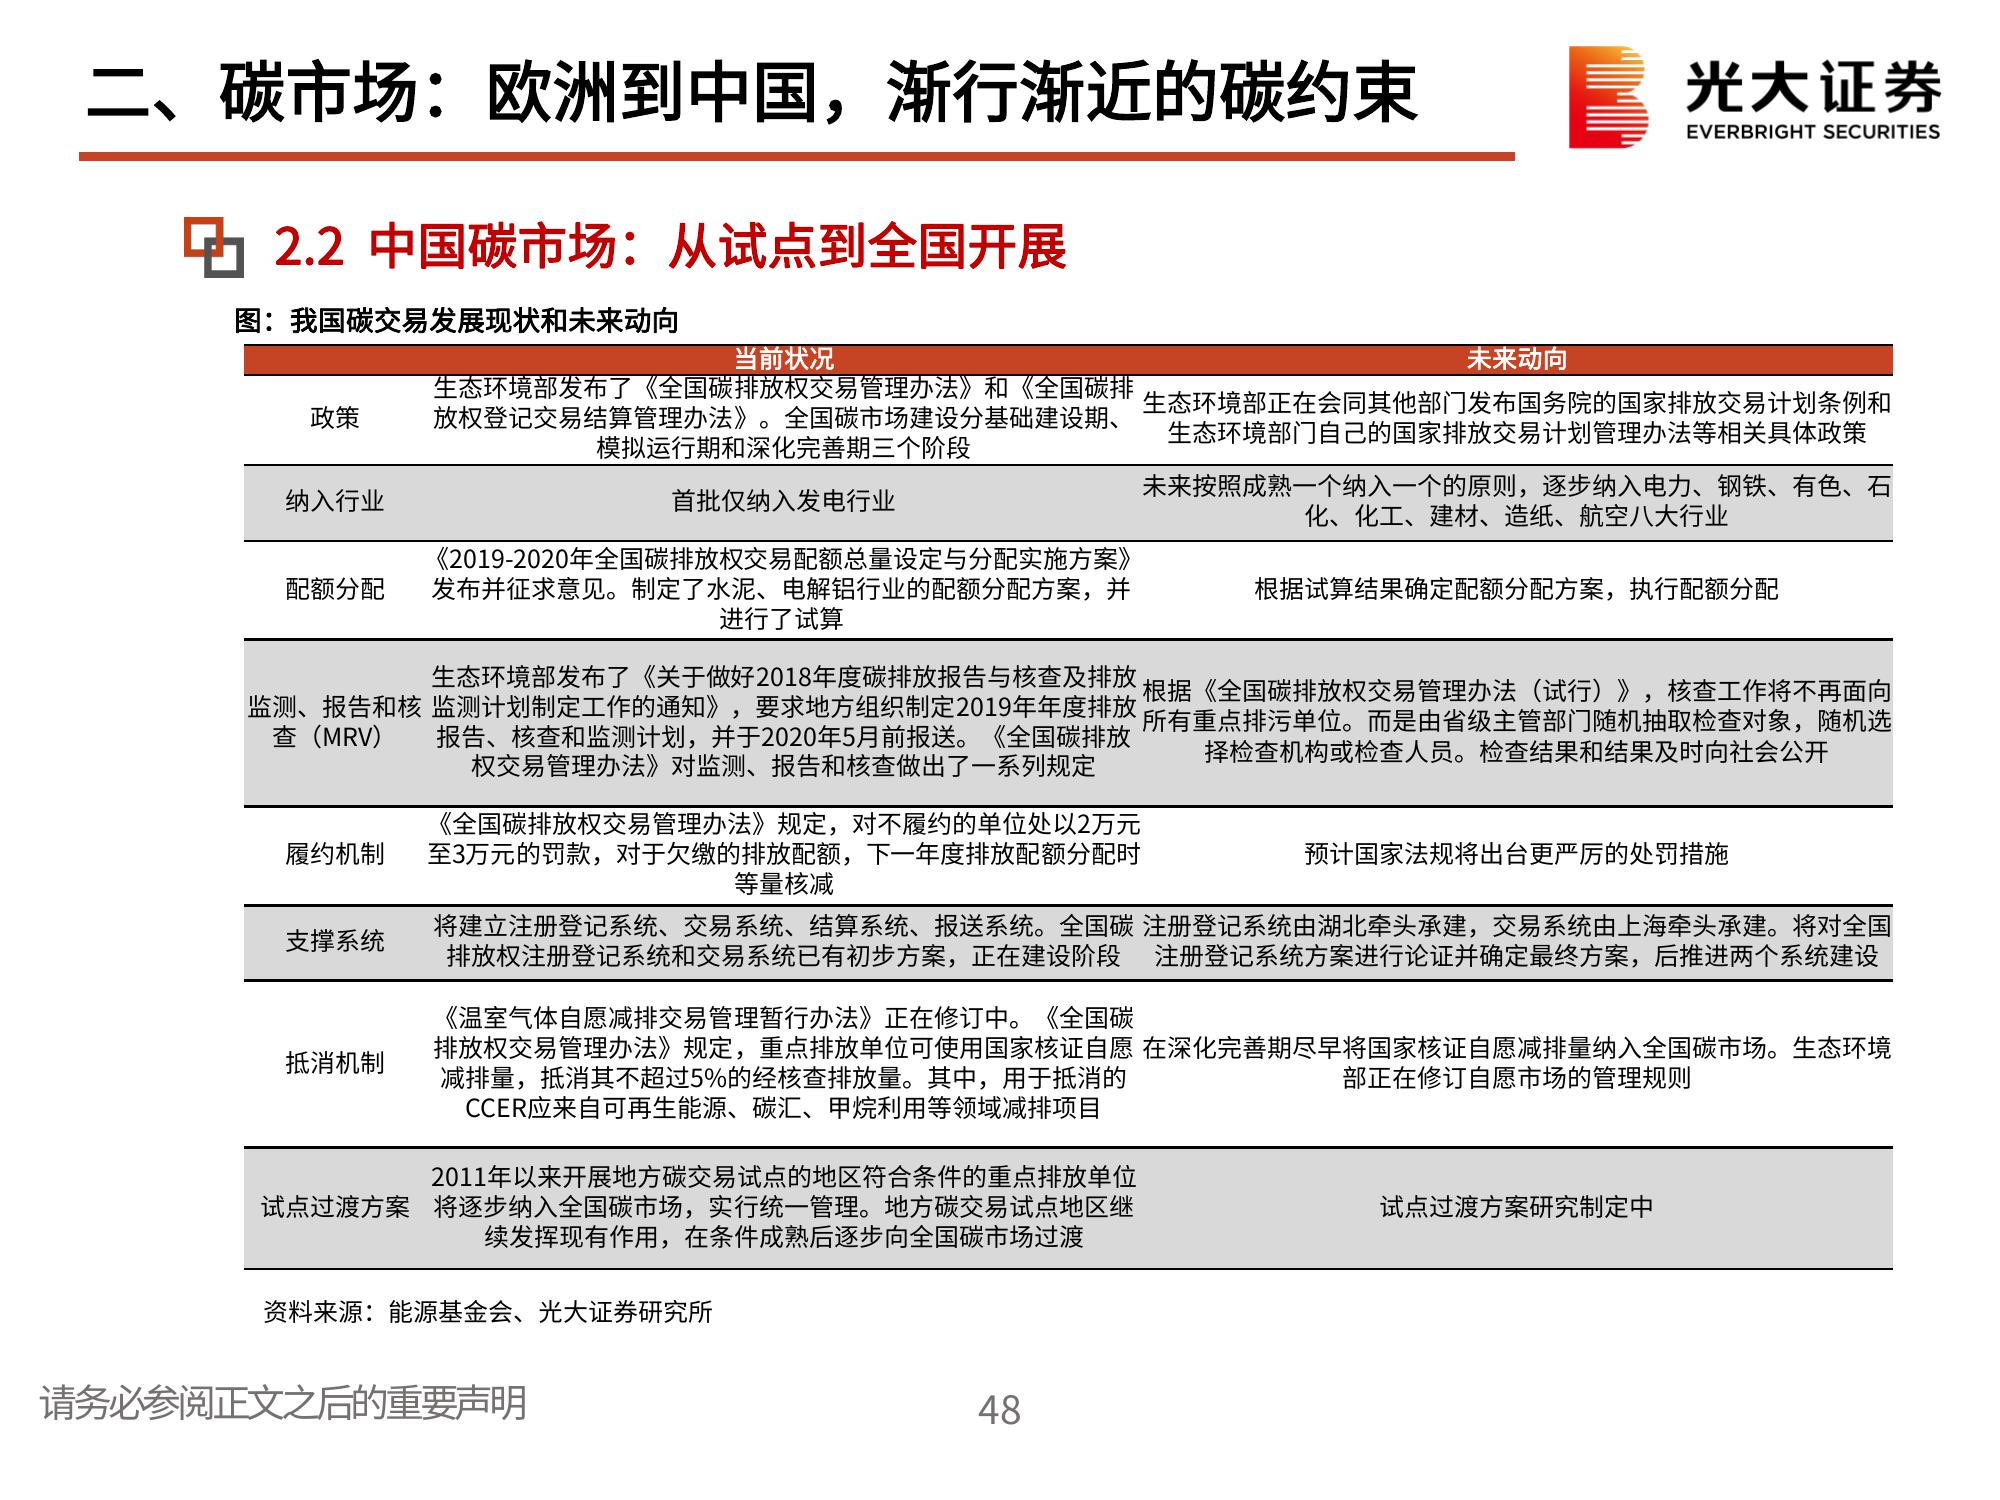 二、碳市场：欧洲到中国，渐行渐近的碳约束
光大证券
EVERBRIGHT SECURITIES
2.2 中国碳市场：从试点到全国开展
图：我国碳交易发展现状和未来动向
当前状况
未来动向
政策
生态环境部发布了《全国碳排放权交易管理办法》和《全国碳排
放权登记交易结算管理办法》。全国碳市场建设分基础建设期、
模拟运行期和深化完善期三个阶段
生态环境部正在会同其他部门发布国务院的国家排放交易计划条例和
生态环境部门自己的国家排放交易计划管理办法等相关具体政策
纳入行业
首批仅纳入发电行业
未来按照成熟一个纳入一个的原则，逐步纳入电力、钢铁、有色、石
化、化工、建材、造纸、航空八大行业
配额分配
《2019-2020年全国碳排放权交易配额总量设定与分配实施方案》
发布并征求意见。制定了水泥、电解铝行业的配额分配方案，并
进行了试算
根据试算结果确定配额分配方案，执行配额分配
监测、报告和核
查（MRV）
生态环境部发布了《关于做好2018年度碳排放报告与核查及排放
监测计划制定工作的通知》，要求地方组织制定2019年年度排放
报告、核查和监测计划，并于2020年5月前报送。《全国碳排放
权交易管理办法》对监测、报告和核查做出了一系列规定
根据《全国碳排放权交易管理办法（试行）》，核查工作将不再面向
所有重点排污单位。而是由省级主管部门随机抽取检查对象，随机选
择检查机构或检查人员。检查结果和结果及时向社会公开
履约机制
《全国碳排放权交易管理办法》规定，对不履约的单位处以2万元
至3万元的罚款，对于欠缴的排放配额，下一年度排放配额分配时
等量核减
预计国家法规将出台更严厉的处罚措施
支撑系统
将建立注册登记系统、交易系统、结算系统、报送系统。全国碳
排放权注册登记系统和交易系统已有初步方案，正在建设阶段
注册登记系统由湖北牵头承建，交易系统由上海牵头承建。将对全国
注册登记系统方案进行论证并确定最终方案，后推进两个系统建设
抵消机制
《温室气体自愿减排交易管理暂行办法》正在修订中。《全国碳
排放权交易管理办法》规定，重点排放单位可使用国家核证自愿
减排量，抵消其不超过5%的经核查排放量。其中，用于抵消的
CCER应来自可再生能源、碳汇、甲烷利用等领域减排项目
在深化完善期尽早将国家核证自愿减排量纳入全国碳市场。生态环境
部正在修订自愿市场的管理规则
试点过渡方案
2011年以来开展地方碳交易试点的地区符合条件的重点排放单位
将逐步纳入全国碳市场，实行统一管理。地方碳交易试点地区继
续发挥现有作用，在条件成熟后逐步向全国碳市场过渡
试点过渡方案研究制定中
资料来源：能源基金会、光大证券研究所
请务必参阅正文之后的重要声明
48